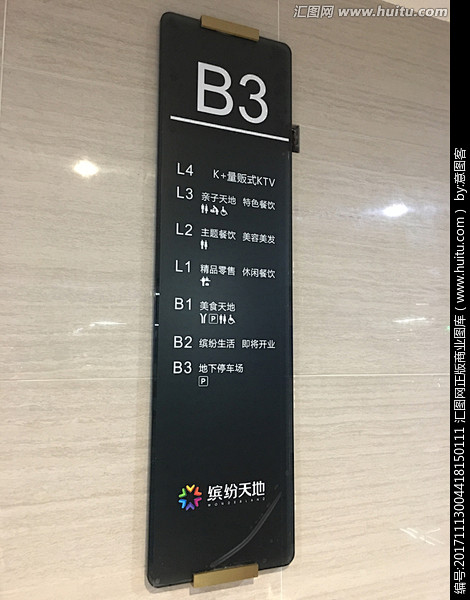 汇图网 www.huitu.com
B3
L4 K+量贩式KTV
L3 亲子天地 特色餐饮
L2 主题餐饮 美容美发
L1 精品零售 休闲餐饮
B1 美食天地
P
B2 缤纷生活 即将开业
B3 地下停车场
P
缤纷天地
WONDERLAND
编号:20171113004418150111 汇图网正版商业图库（www.huitu.com）by:意图客